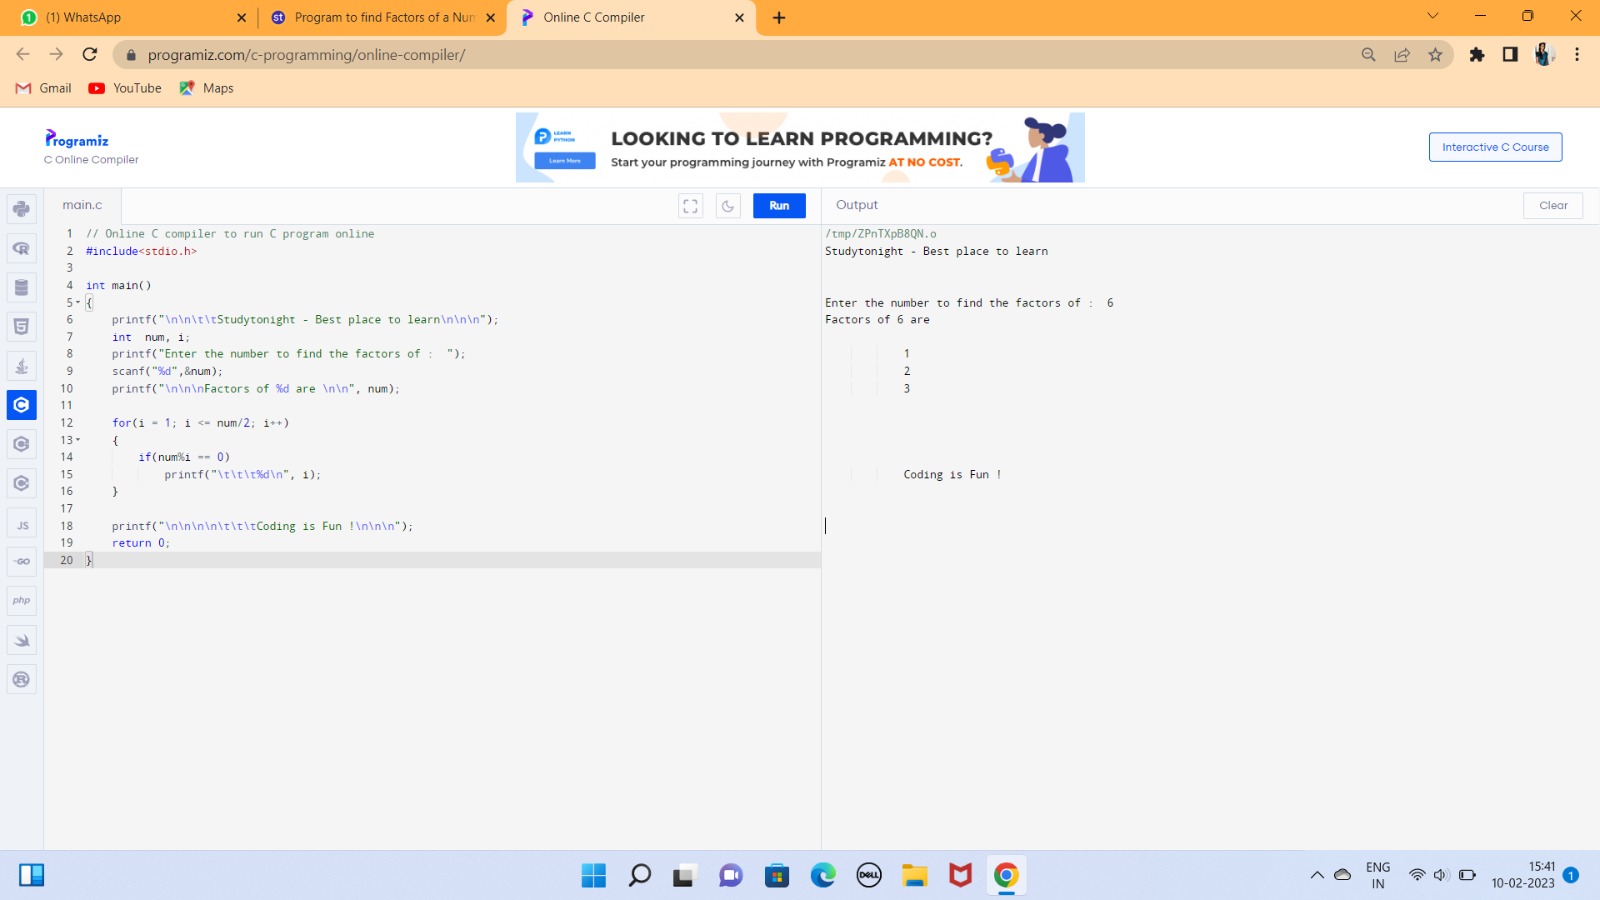 (1) WhatsApp
Program to find Factors of a Num
Online C Compiler
programiz.com/c-programming/online-compiler/
Gmail
YouTube
Maps
Programiz
C Online Compiler
LEARN PYTHON
Learn More
LOOKING TO LEARN PROGRAMMING?
Start your programming journey with Programiz AT NO COST.
Interactive C Course
main.c
Run
Output
Clear
1 // Online C compiler to run C program online
2 #include<stdio.h>
3
4 int main()
5 {
6 printf("\n\n\t\tStudytonight - Best place to learn\n\n\n");
7 int  num, i;
8 printf("Enter the number to find the factors of :  ");
9 scanf("%d",&num);
10 printf("\n\n\nFactors of %d are \n\n", num);
11
12 for(i = 1; i <= num/2; i++)
13 {
14 if(num%i == 0)
15 printf("\t\t\t%d\n", i);
16 }
17
18 printf("\n\n\n\n\t\t\tCoding is Fun !\n\n\n");
19 return 0;
20 }
/tmp/ZPnTXpB8QN.o
Studytonight - Best place to learn
Enter the number to find the factors of :  6
Factors of 6 are
1
2
3
Coding is Fun !
JS
GO
php
DELL
ENG
IN
15:41
10-02-2023
1